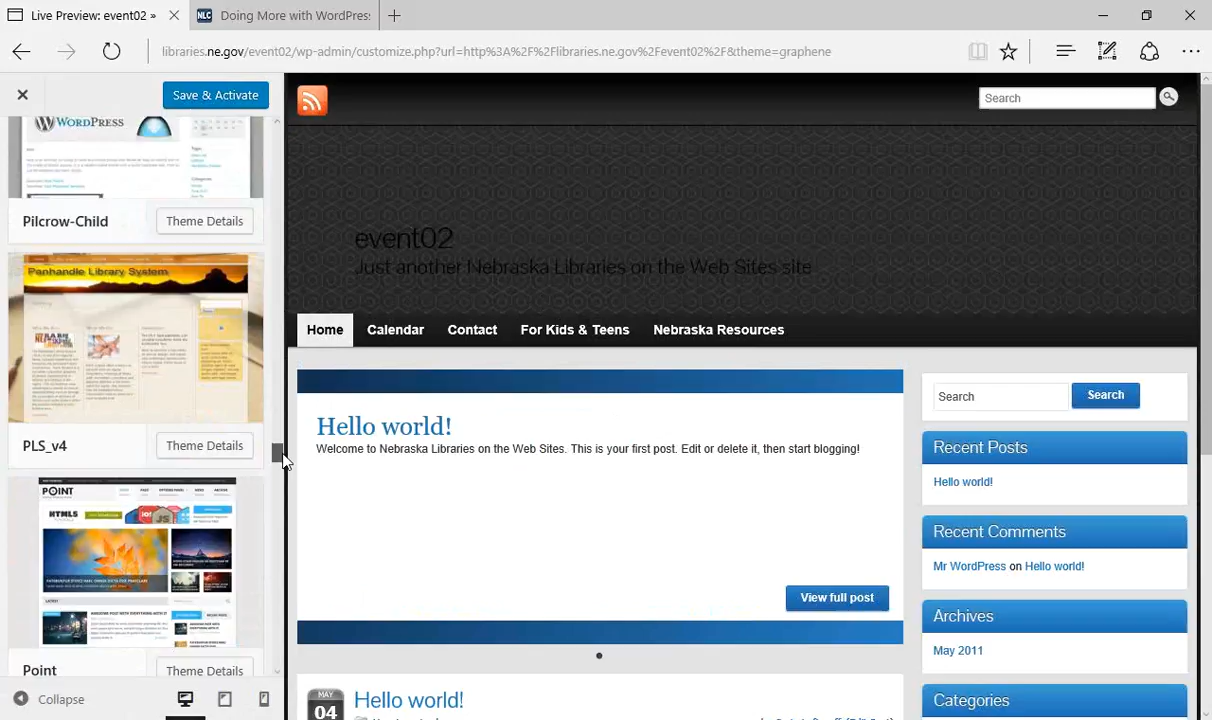 Live Preview: event02 »
NLC Doing More with WordPress
libraries.ne.gov/event02/wp-admin/customize.php?url=http%3A%2F%2Flibraries.ne.gov%2Fevent02%2F&theme=graphene
Save & Activate
Search
WORDPRESS
Pilcrow-Child
Theme Details
event02
Just another Nebraska Libraries on the Web Sites site
Home Calendar Contact For Kids & Teens Nebraska Resources
Panhandle Library System
PLS_v4
Theme Details
Hello world!
Welcome to Nebraska Libraries on the Web Sites. This is your first post. Edit or delete it, then start blogging!
View full post
Search
Search
Recent Posts
Hello world!
Recent Comments
Mr WordPress on Hello world!
Archives
May 2011
Categories
POINT
HTML5
Point
Theme Details
Collapse
MAY
04
Hello world!